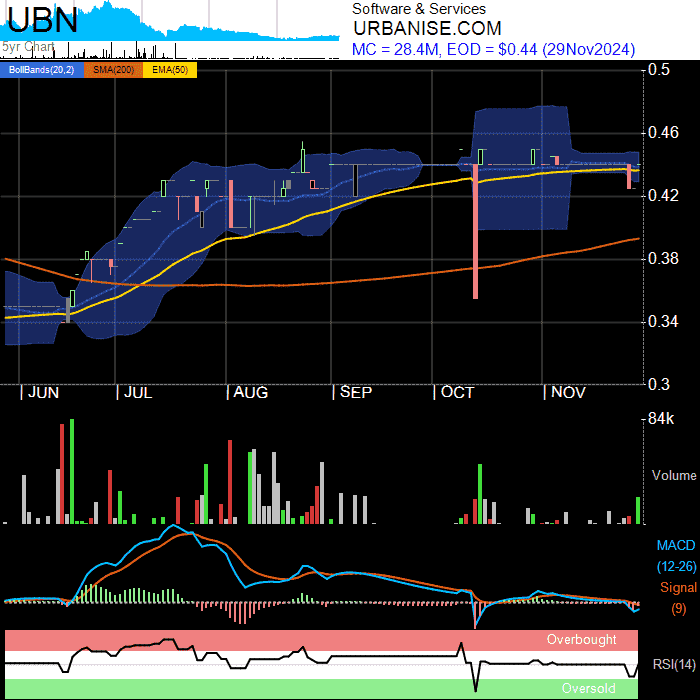 UBN
5yr Chart
Software & Services
URBANISE.COM
MC = 28.4M, EOD = $0.44 (29Nov2024)
BollBands(20,2) SMA(200) EMA(50)
0.5
0.46
0.42
0.38
0.34
0.3
JUN JUL AUG SEP OCT NOV
84k
Volume
MACD
(12-26)
Signal
(9)
Overbought
RSI(14)
Oversold